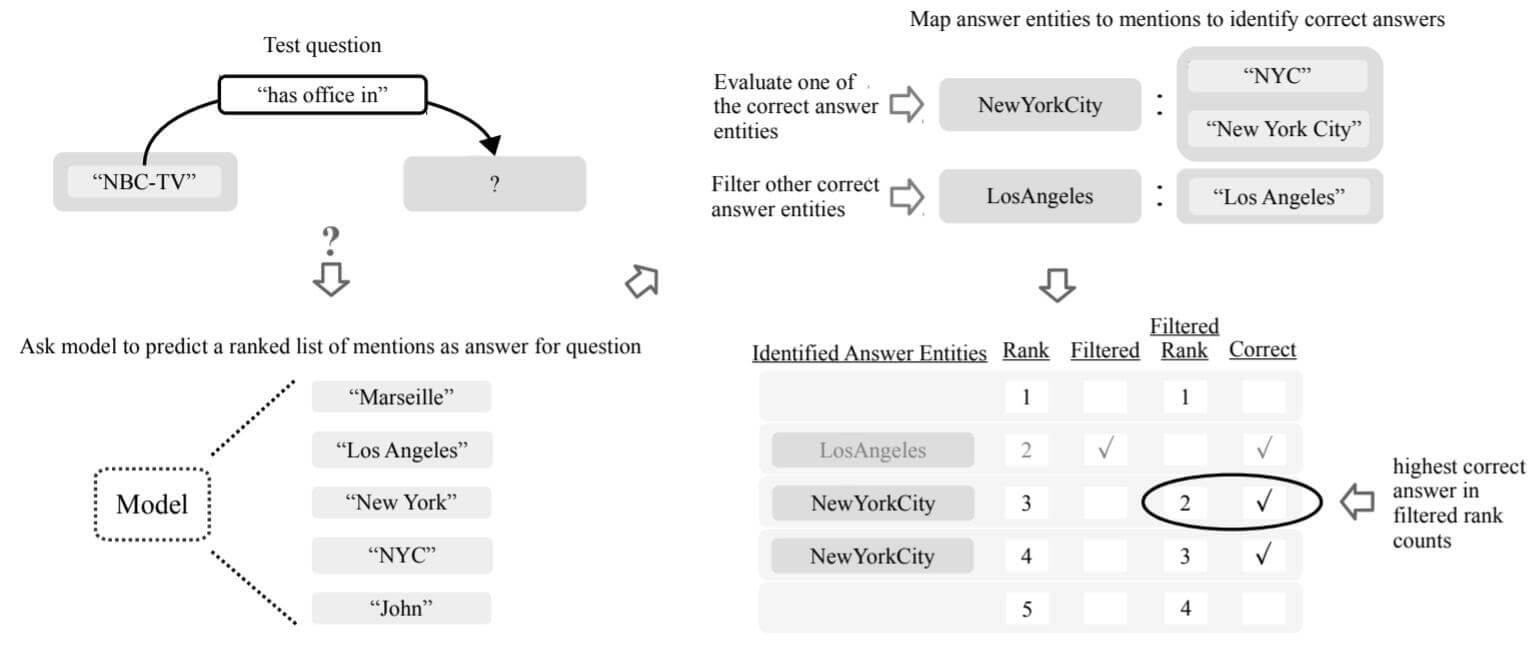 Test question
“has office in”
“NBC-TV”
?
?
Ask model to predict a ranked list of mentions as answer for question
Model
“Marseille”
“Los Angeles”
“New York”
“NYC”
“John”
Map answer entities to mentions to identify correct answers
Evaluate one of
the correct answer
entities
NewYorkCity
:
“NYC”
“New York City”
Filter other correct
answer entities
LosAngeles
:
“Los Angeles”
Identified Answer Entities Rank Filtered Filtered Rank Correct
1 1
LosAngeles 2 √ √
NewYorkCity 3 2 √
NewYorkCity 4 3 √
5 4
highest correct
answer in
filtered rank
counts